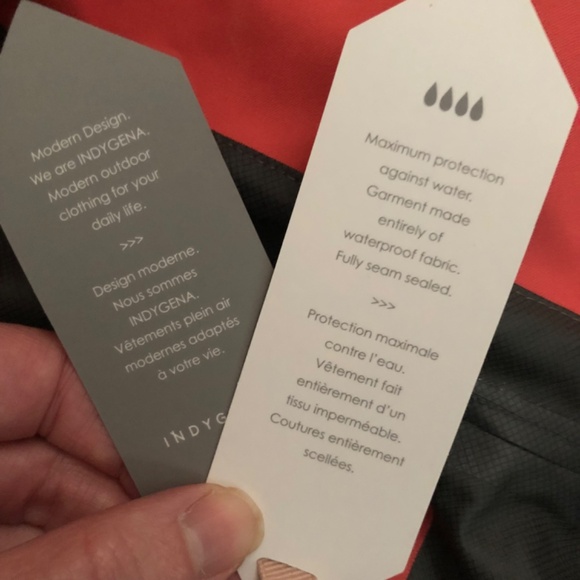 Modern Design.
We are INDYGENA.
Modern outdoor
clothing for your
daily life.
>>>
Design moderne.
Nous sommes
INDYGENA.
Vêtements plein air
modernes adaptés
à votre vie.
INDYG
Maximum protection
against water.
Garment made
entirely of
waterproof fabric.
Fully seam sealed.
>>>
Protection maximale
contre l'eau.
Vêtement fait
entièrement d'un
tissu imperméable.
Coutures entièrement
scellées.